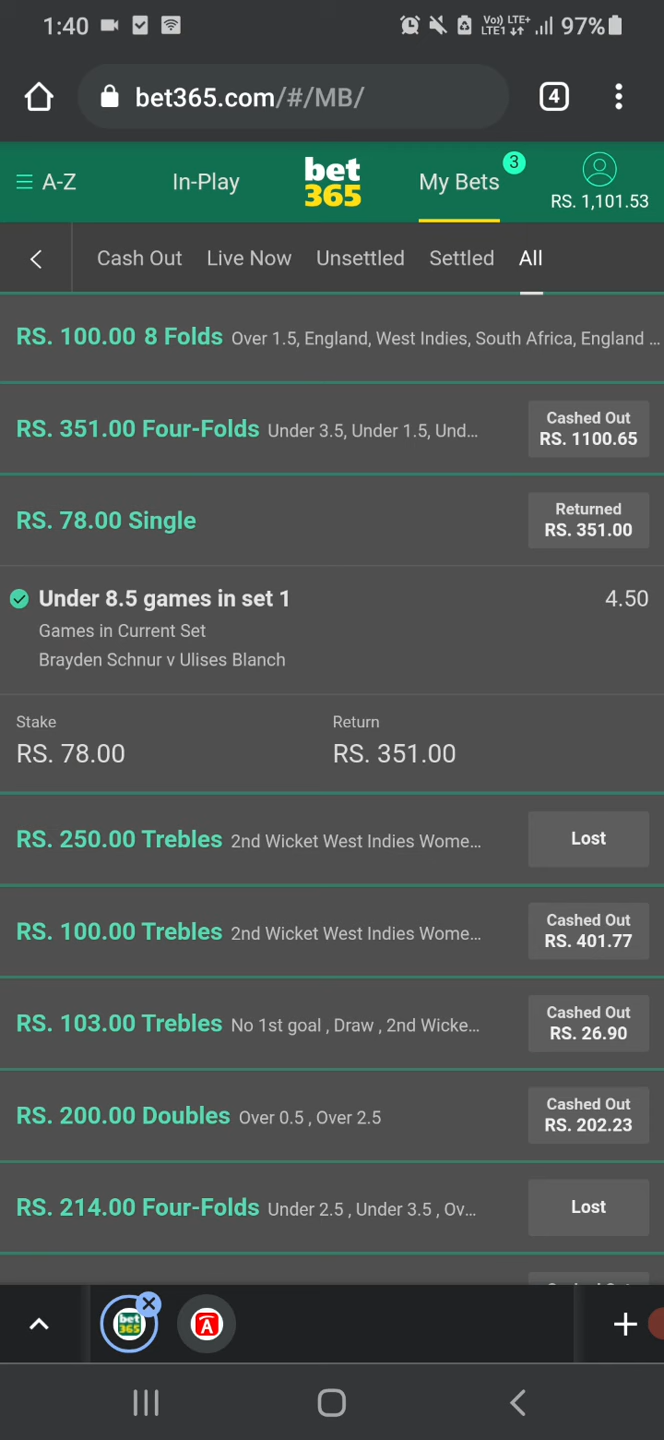 1:40
Vo)) LTE+
LTE1 97%
bet365.com/#/MB/
4
A-Z
In-Play
bet
365
My Bets
3
RS. 1,101.53
Cash Out
Live Now
Unsettled
Settled
All
RS. 100.00 8 Folds Over 1.5, England, West Indies, South Africa, England ...
RS. 351.00 Four-Folds Under 3.5, Under 1.5, Und...
Cashed Out
RS. 1100.65
RS. 78.00 Single
Returned
RS. 351.00
Under 8.5 games in set 1
4.50
Games in Current Set
Brayden Schnur v Ulises Blanch
Stake
Return
RS. 78.00
RS. 351.00
RS. 250.00 Trebles 2nd Wicket West Indies Wome...
Lost
RS. 100.00 Trebles 2nd Wicket West Indies Wome...
Cashed Out
RS. 401.77
RS. 103.00 Trebles No 1st goal , Draw , 2nd Wicke...
Cashed Out
RS. 26.90
RS. 200.00 Doubles Over 0.5 , Over 2.5
Cashed Out
RS. 202.23
RS. 214.00 Four-Folds Under 2.5 , Under 3.5 , Ov...
Lost
bet
365
A